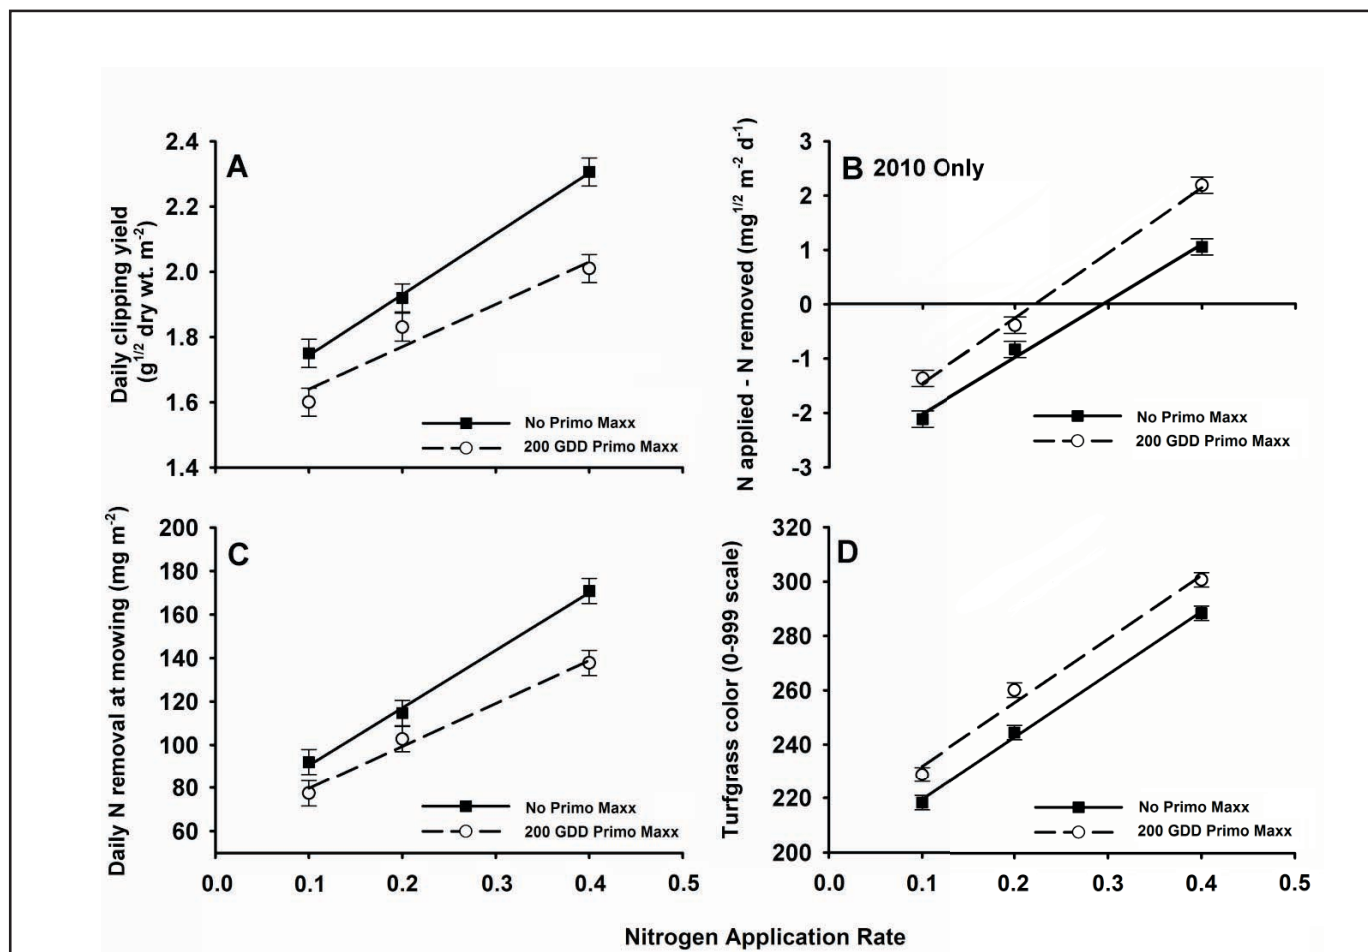 A
2.4
2.2
2.0
1.8
1.6
1.4
Daily clipping yield
(g1/2 dry wt. m-2)
No Primo Maxx
200 GDD Primo Maxx
B 2010 Only
3
2
1
0
-1
-2
-3
N applied - N removed (mg1/2 m-2 d-1)
No Primo Maxx
200 GDD Primo Maxx
C
200
180
160
140
120
100
80
60
Daily N removal at mowing (mg m-2)
No Primo Maxx
200 GDD Primo Maxx
0.0 0.1 0.2 0.3 0.4 0.5
D
320
300
280
260
240
220
200
Turfgrass color (0-999 scale)
No Primo Maxx
200 GDD Primo Maxx
0.0 0.1 0.2 0.3 0.4 0.5
Nitrogen Application Rate